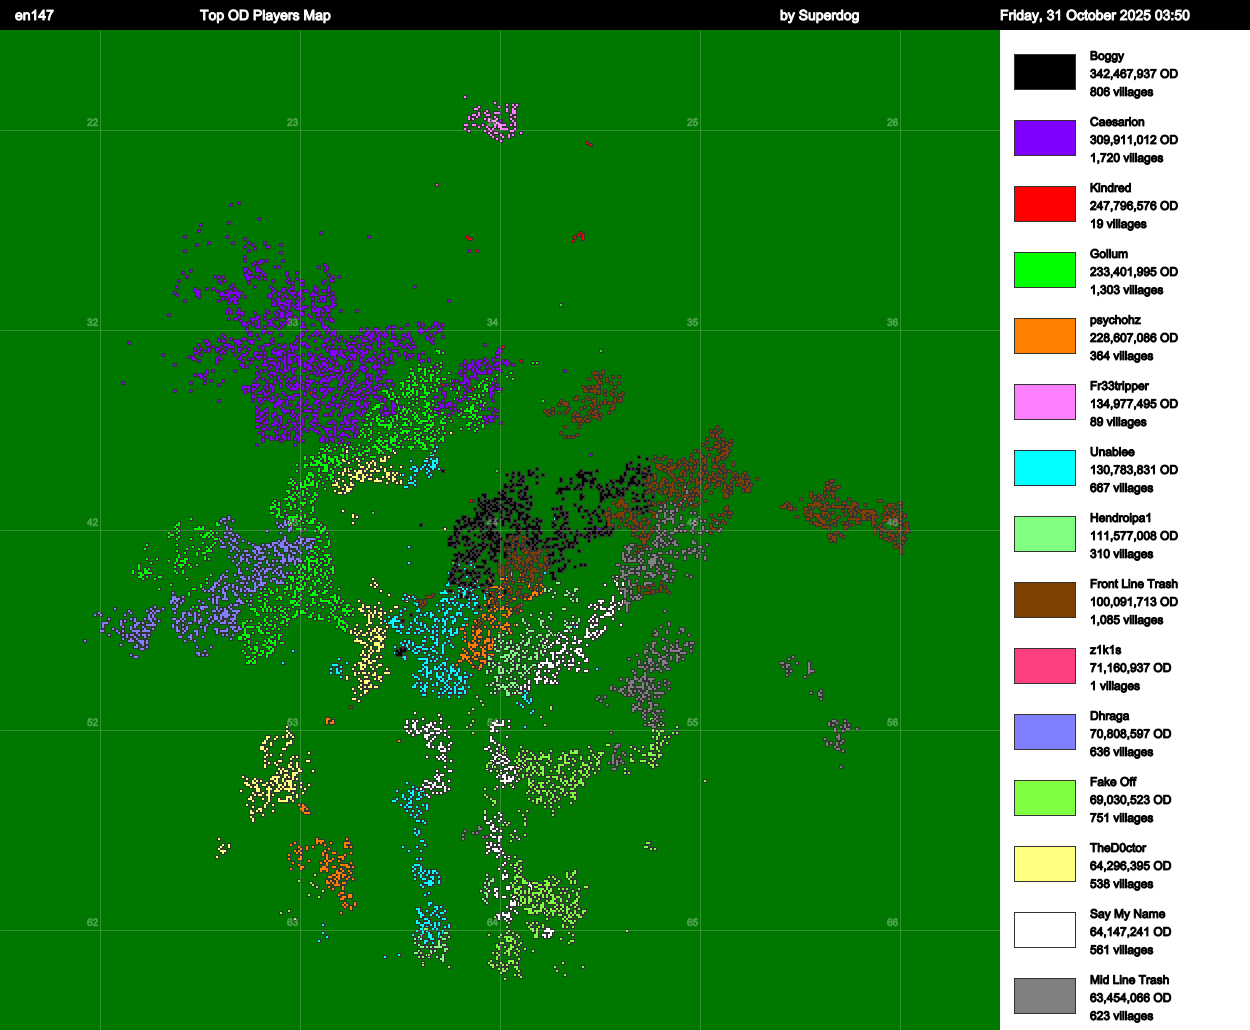 en147
Top OD Players Map
by Superdog
Friday, 31 October 2025 03:50
Boggy
342,467,937 OD
806 villages
Caesarion
309,911,012 OD
1,720 villages
Kindred
247,796,576 OD
19 villages
Gollum
233,401,995 OD
1,303 villages
psychohz
228,607,086 OD
364 villages
Fr33tripper
134,977,495 OD
89 villages
Unablee
130,783,831 OD
667 villages
Hendroipa1
111,577,008 OD
310 villages
Front Line Trash
100,091,713 OD
1,085 villages
z1k1s
71,160,937 OD
1 villages
Dhraga
70,808,597 OD
636 villages
Fake Off
69,030,523 OD
751 villages
TheD0ctor
64,296,395 OD
538 villages
Say My Name
64,147,241 OD
561 villages
Mid Line Trash
63,454,066 OD
623 villages
22
23
25
26
32
33
34
35
36
42
44
52
53
55
56
62
63
64
65
66